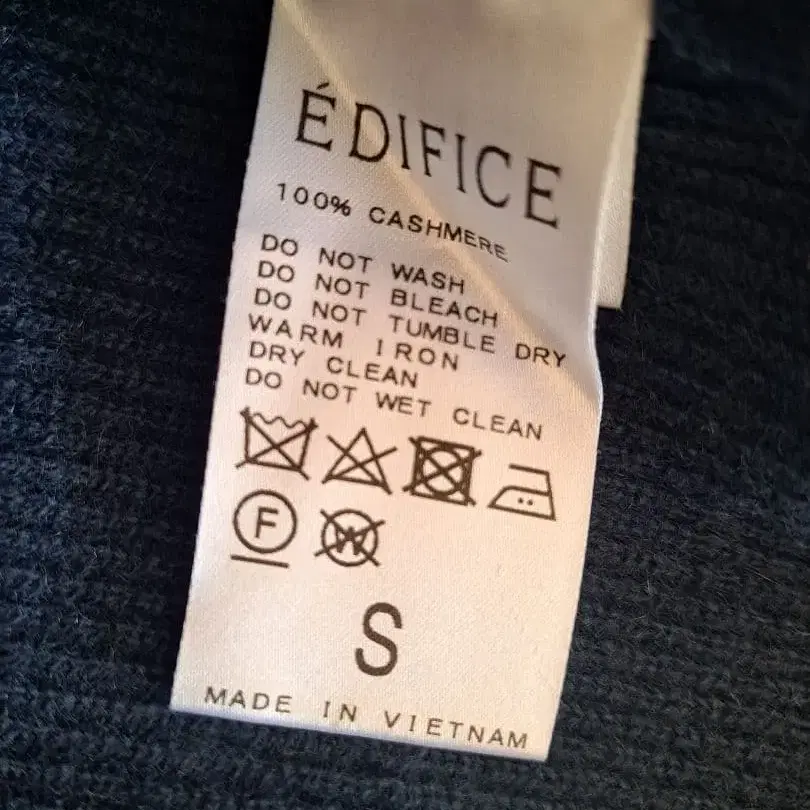 ÉDIFICE
100% CASHMERE
DO NOT WASH
DO NOT BLEACH
DO NOT TUMBLE DRY
WARM IRON
DRY CLEAN
DO NOT WET CLEAN
F W
S
MADE IN VIETNAM